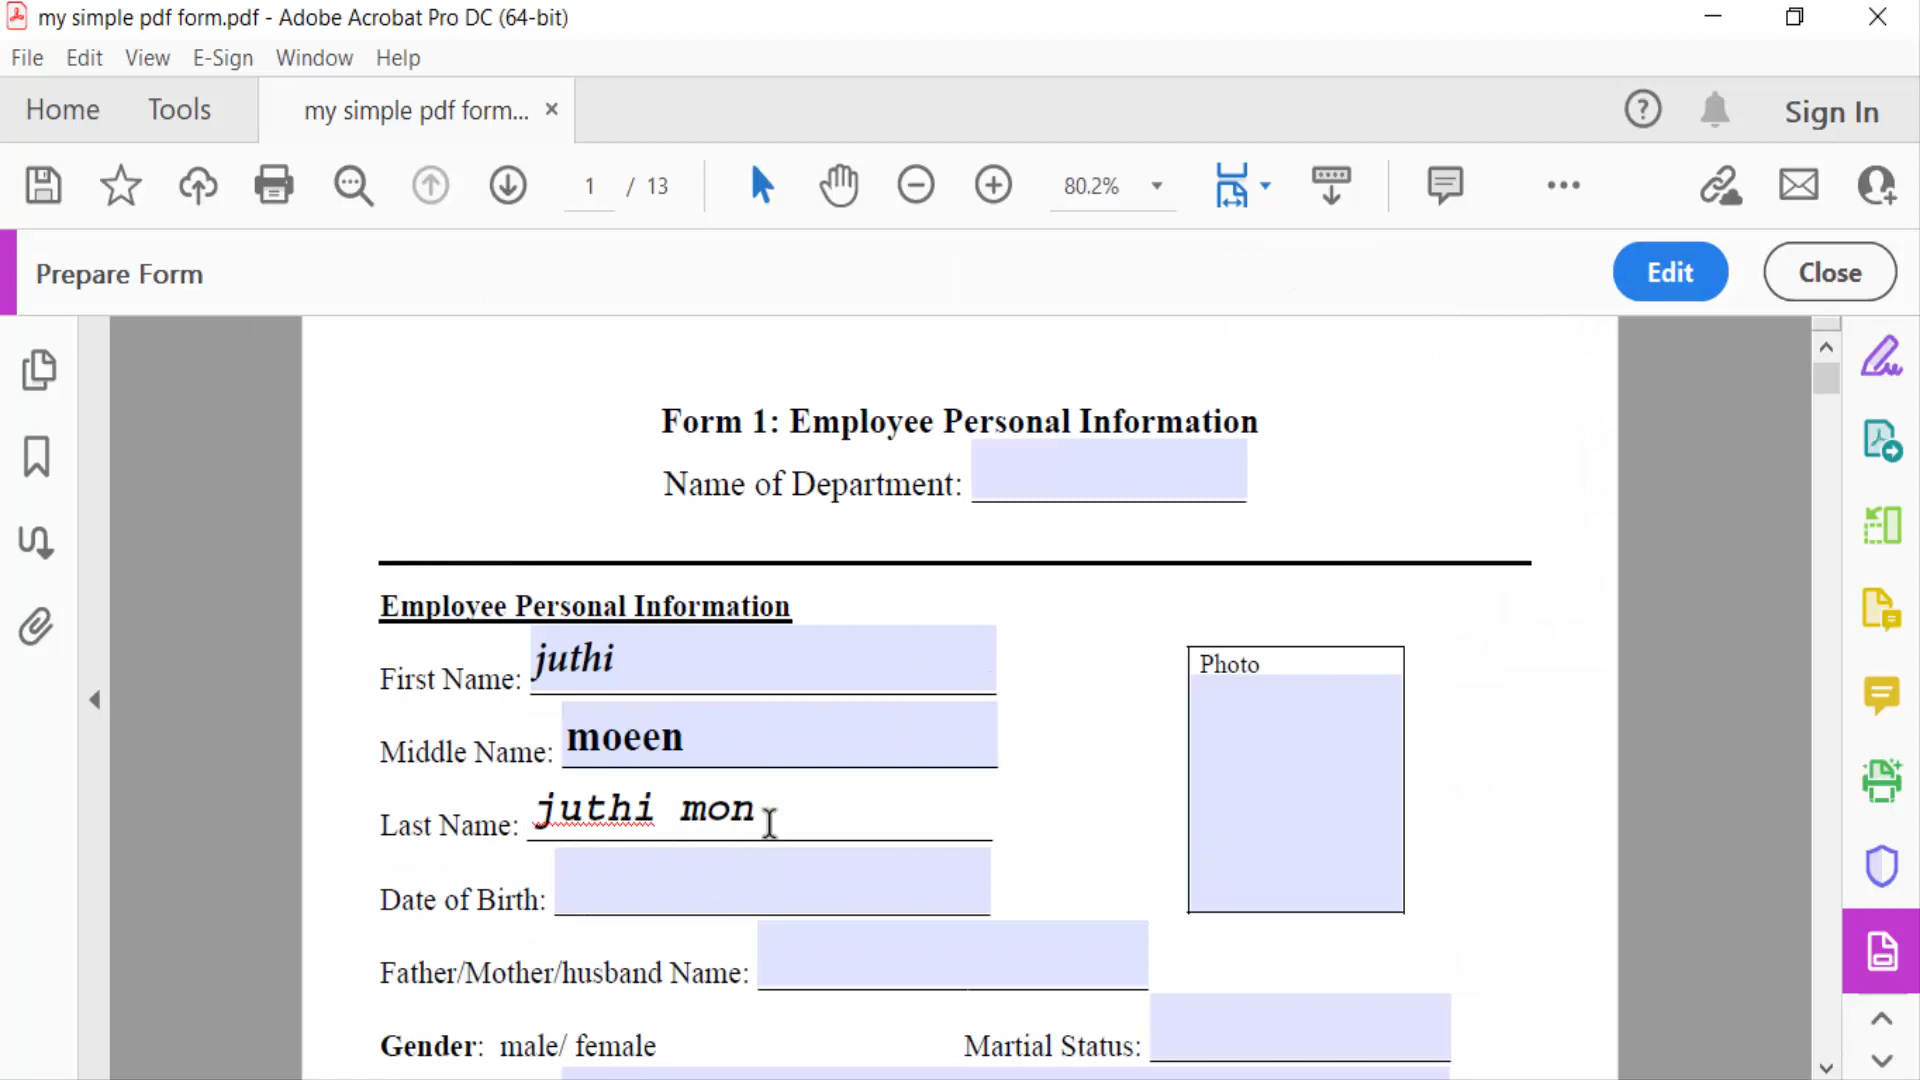 my simple pdf form.pdf - Adobe Acrobat Pro DC (64-bit)
File Edit View E-Sign Window Help
Home Tools my simple pdf form... × Sign In
1 / 13 80.2%
Prepare Form Edit Close
Form 1: Employee Personal Information
Name of Department:
Employee Personal Information
First Name: juthi
Photo
Middle Name: moeen
Last Name: juthi mon
Date of Birth:
Father/Mother/husband Name:
Gender: male/ female Martial Status: